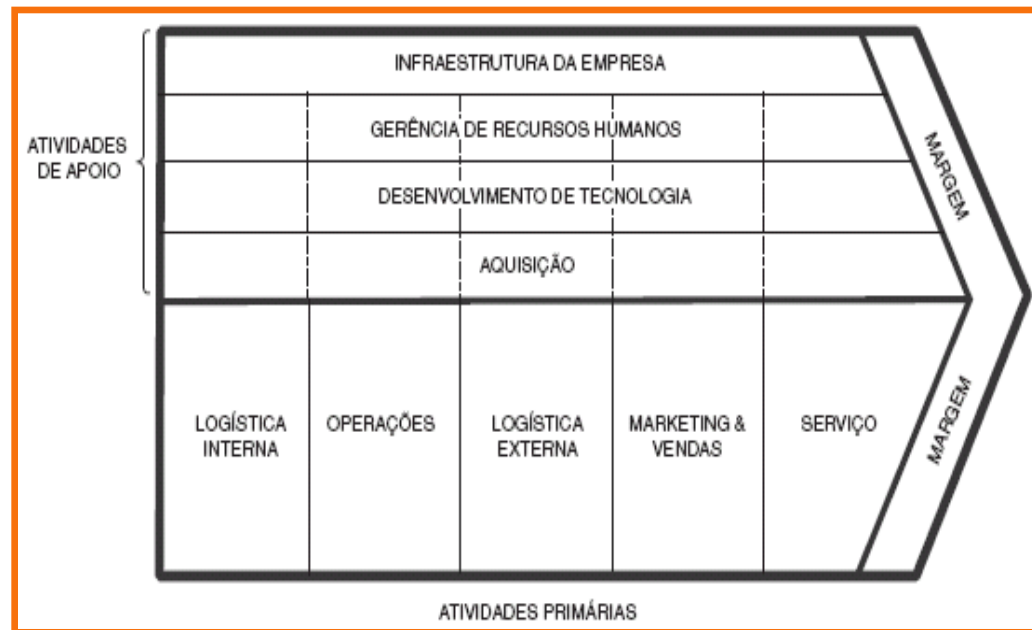 INFRAESTRUTURA DA EMPRESA
GERÊNCIA DE RECURSOS HUMANOS
ATIVIDADES
DE APOIO
DESENVOLVIMENTO DE TECNOLOGIA
AQUISIÇÃO
MARGEM
LOGÍSTICA
INTERNA
OPERAÇÕES
LOGÍSTICA
EXTERNA
MARKETING &
VENDAS
SERVIÇO
MARGEM
ATIVIDADES PRIMÁRIAS